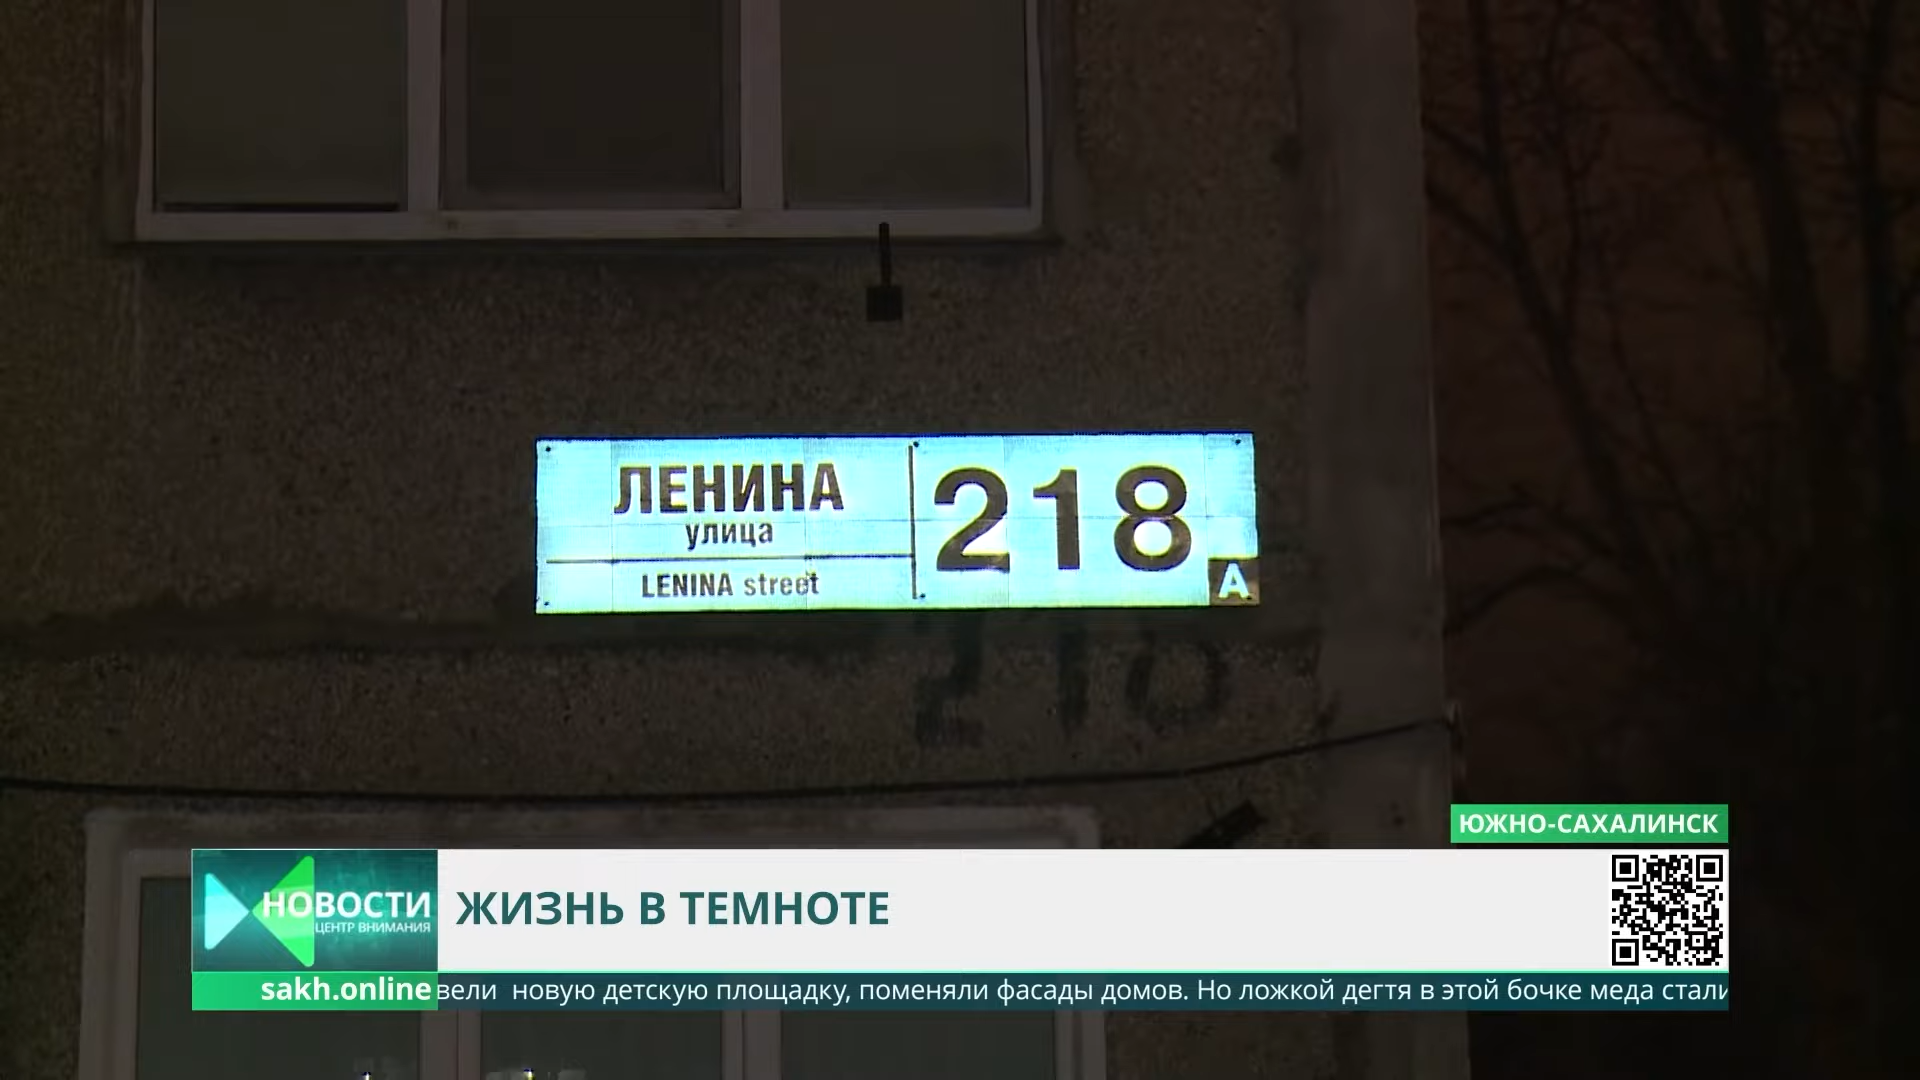 ЛЕНИНА
улица
LENINA street
218
А
218
ЮЖНО-САХАЛИНСК
НОВОСТИ
ЦЕНТР ВНИМАНИЯ
ЖИЗНЬ В ТЕМНОТЕ
sakh.online
вели новую детскую площадку, поменяли фасады домов. Но ложкой дегтя в этой бочке меда стали